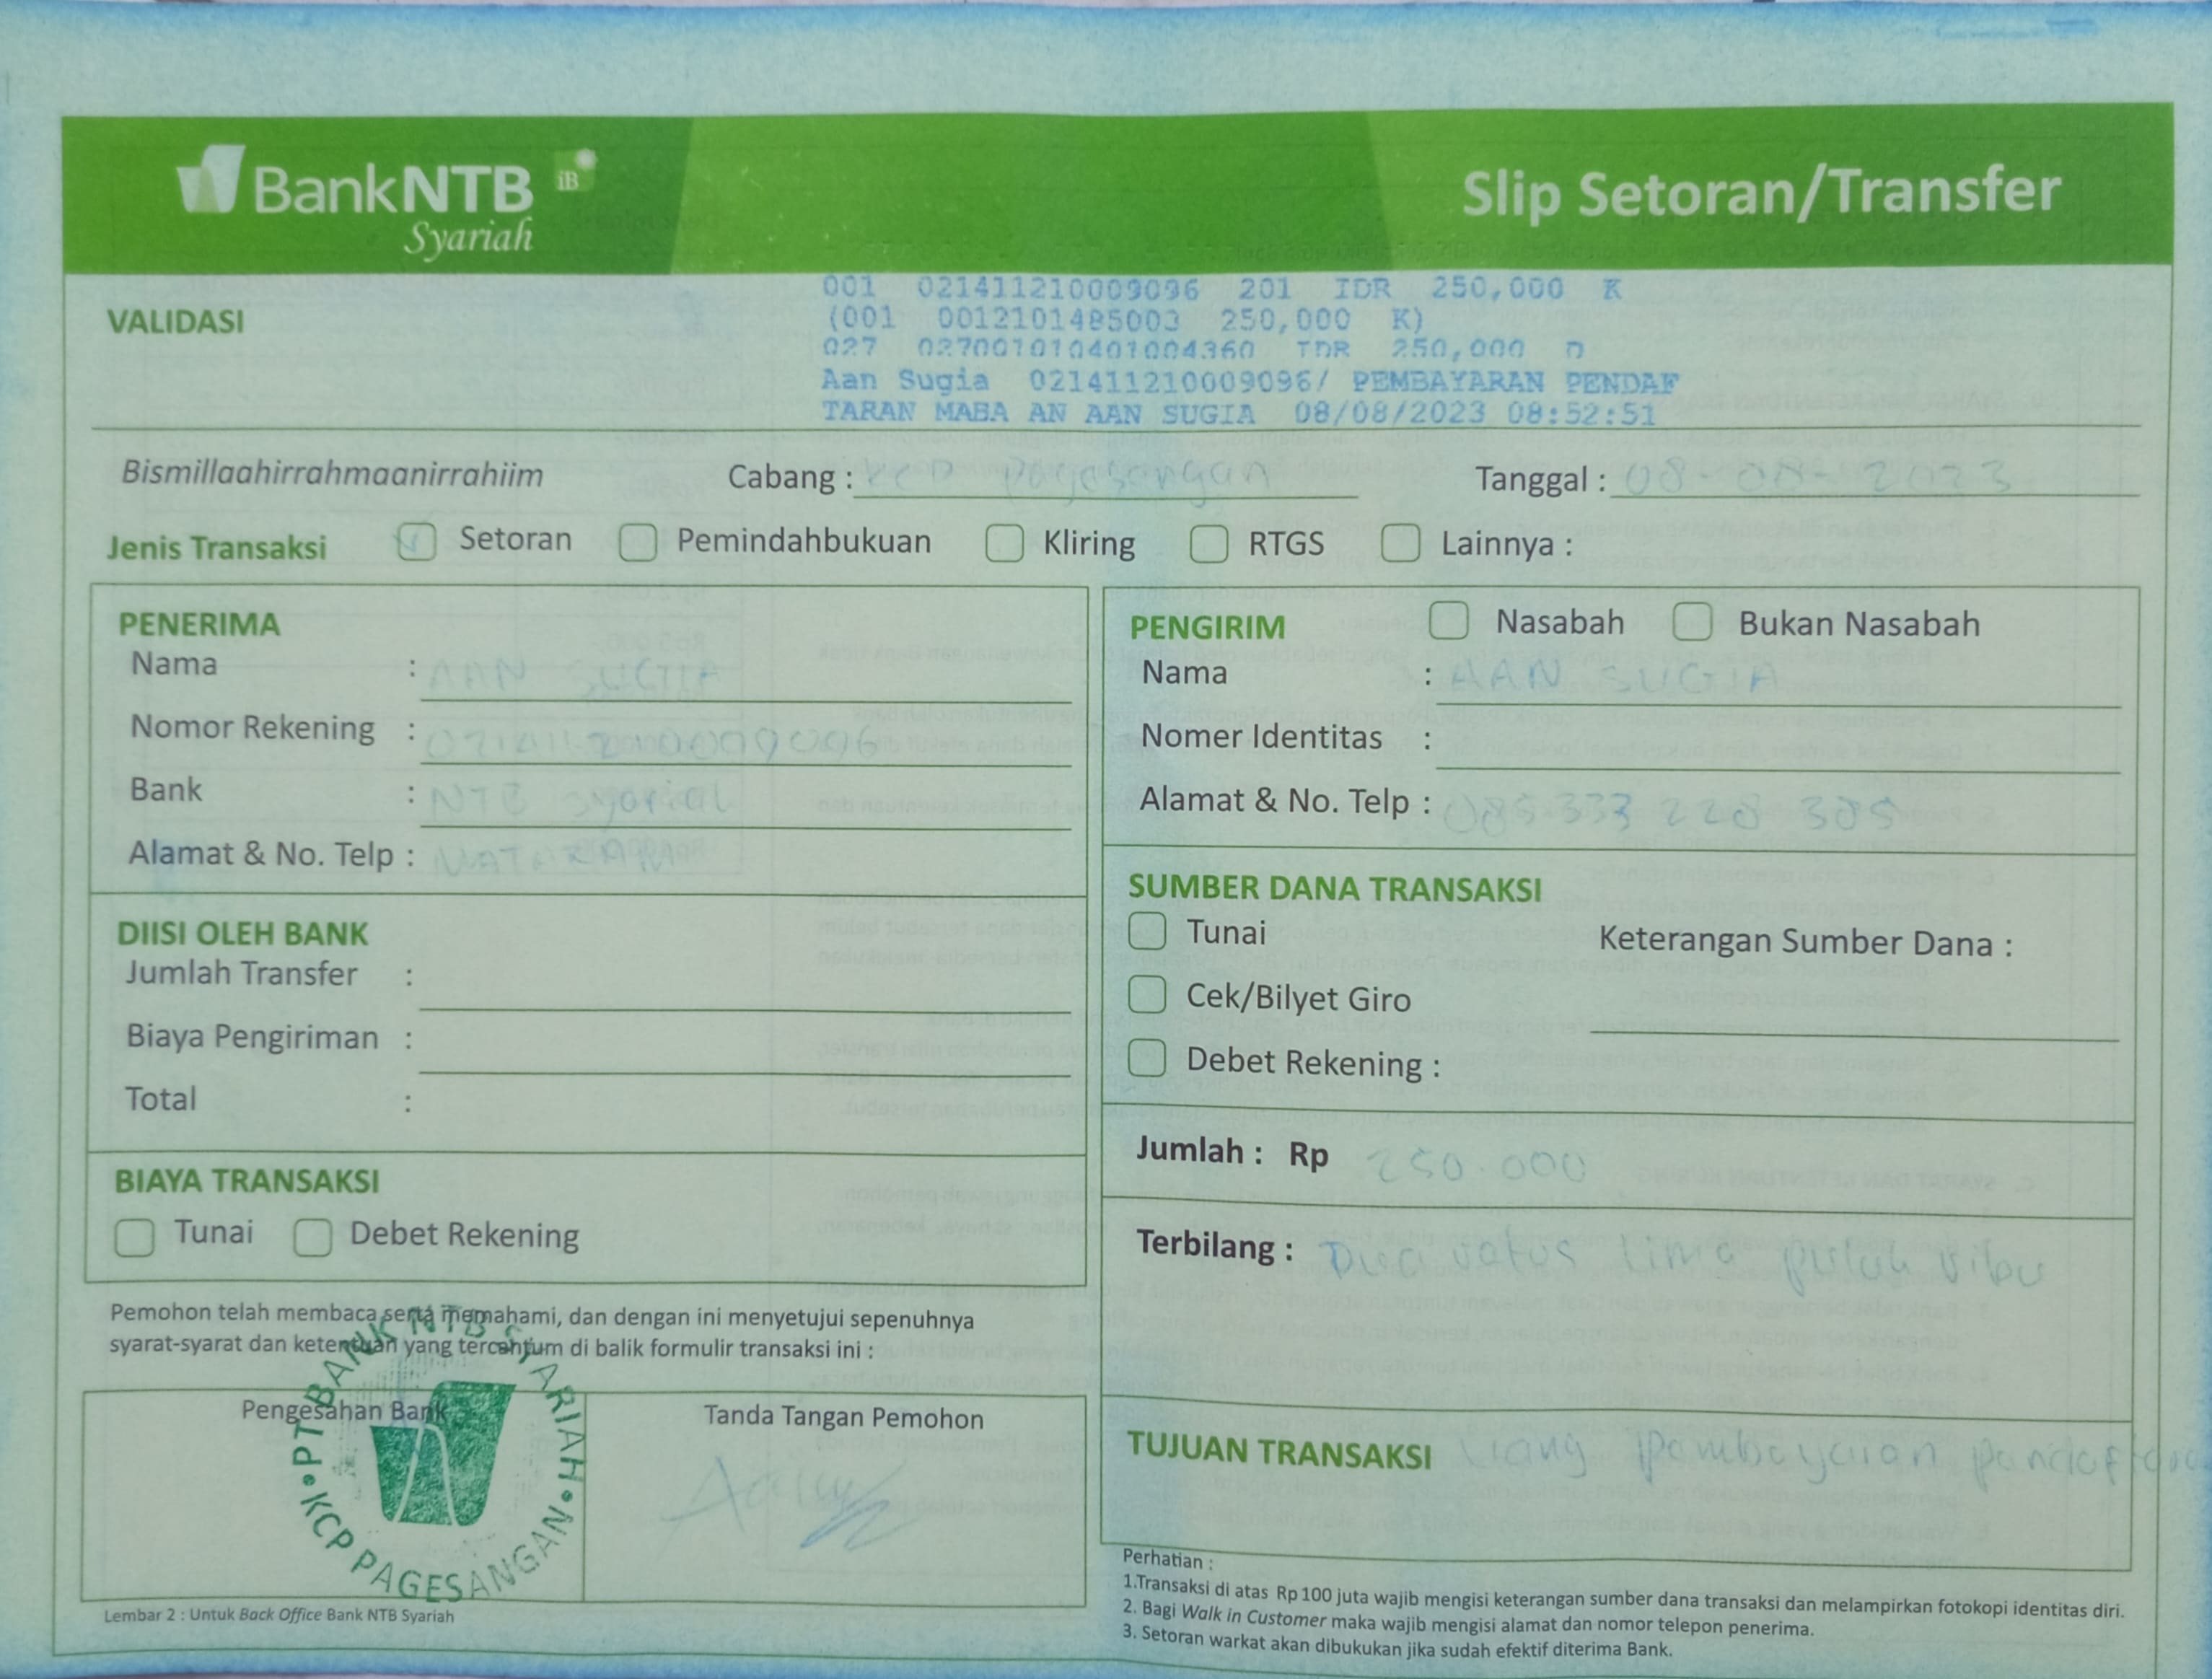 BankNTB iB
Syariah
Slip Setoran/Transfer
VALIDASI
001 021411210009096 201 IDR 250,000 K
(001 0012101485003 250,000 K)
027 027001010401004360 IDR 250,000 D
Aan Sugia 021411210009096/ PEMBAYARAN PENDAF
TARAN MABA AN AAN SUGIA 08/08/2023 08:52:51
Bismillaahirrahmaanirrahiim Cabang : KCP Pagesangan Tanggal : 08-08-2023
Jenis Transaksi Setoran Pemindahbukuan Kliring RTGS Lainnya :
PENERIMA
Nama : AAN SUGIA
Nomor Rekening :
Bank : NTB Syariah
Alamat & No. Telp : MATARAM
DIISI OLEH BANK
Jumlah Transfer :
Biaya Pengiriman :
Total :
BIAYA TRANSAKSI
Tunai Debet Rekening
Pemohon telah membaca serta memahami, dan dengan ini menyetujui sepenuhnya
syarat-syarat dan ketentuan yang tercantum di balik formulir transaksi ini :
Pengesahan Bank
PT BANK NTB SYARIAH
KCP PAGESANGAN
Tanda Tangan Pemohon
Lembar 2 : Untuk Back Office Bank NTB Syariah
PENGIRIM Nasabah Bukan Nasabah
Nama : AAN SUGIA
Nomer Identitas :
Alamat & No. Telp : 085 333 228 385
SUMBER DANA TRANSAKSI
Tunai Keterangan Sumber Dana :
Cek/Bilyet Giro
Debet Rekening :
Jumlah : Rp 250.000
Terbilang : Dua ratus lima puluh ribu
TUJUAN TRANSAKSI Uang Pembayaran
Perhatian :
1.Transaksi di atas Rp 100 juta wajib mengisi keterangan sumber dana transaksi dan melampirkan fotokopi identitas diri.
2. Bagi Walk in Customer maka wajib mengisi alamat dan nomor telepon penerima.
3. Setoran warkat akan dibukukan jika sudah efektif diterima Bank.